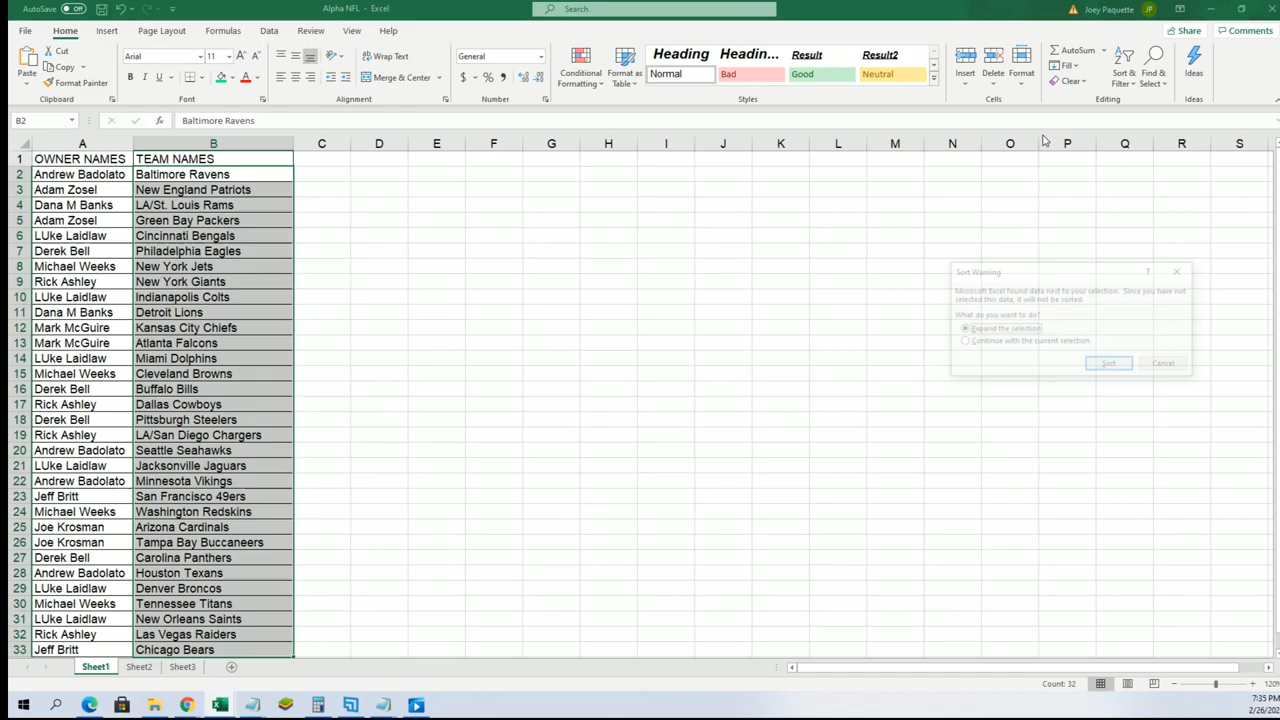 AutoSave Off Alpha NFL - Excel Search Joey Paquette JP
File Home Insert Page Layout Formulas Data Review View Help Share Comments
Paste Cut Copy Format Painter Clipboard
Arial 11 B I U A Font
Wrap Text Merge & Center Alignment
General $ % Number
Conditional Formatting Format as Table
Heading Headin... Result Result2
Normal Bad Good Neutral
Styles
Insert Delete Format Cells
AutoSum Fill Clear Sort & Filter Find & Select Editing
Ideas Ideas
B2 Baltimore Ravens
A B C D E F G H I J K L M N O P Q R S
1 OWNER NAMES TEAM NAMES
2 Andrew Badolato Baltimore Ravens
3 Adam Zosel New England Patriots
4 Dana M Banks LA/St. Louis Rams
5 Adam Zosel Green Bay Packers
6 LUke Laidlaw Cincinnati Bengals
7 Derek Bell Philadelphia Eagles
8 Michael Weeks New York Jets
9 Rick Ashley New York Giants
10 LUke Laidlaw Indianapolis Colts
11 Dana M Banks Detroit Lions
12 Mark McGuire Kansas City Chiefs
13 Mark McGuire Atlanta Falcons
14 LUke Laidlaw Miami Dolphins
15 Michael Weeks Cleveland Browns
16 Derek Bell Buffalo Bills
17 Rick Ashley Dallas Cowboys
18 Derek Bell Pittsburgh Steelers
19 Rick Ashley LA/San Diego Chargers
20 Andrew Badolato Seattle Seahawks
21 LUke Laidlaw Jacksonville Jaguars
22 Andrew Badolato Minnesota Vikings
23 Jeff Britt San Francisco 49ers
24 Michael Weeks Washington Redskins
25 Joe Krosman Arizona Cardinals
26 Joe Krosman Tampa Bay Buccaneers
27 Derek Bell Carolina Panthers
28 Andrew Badolato Houston Texans
29 LUke Laidlaw Denver Broncos
30 Michael Weeks Tennessee Titans
31 LUke Laidlaw New Orleans Saints
32 Rick Ashley Las Vegas Raiders
33 Jeff Britt Chicago Bears
Sort Warning ?
Microsoft Excel found data next to your selection. Since you have not
selected this data, it will not be sorted.
What do you want to do?
Expand the selection
Continue with the current selection
Sort Cancel
Sheet1 Sheet2 Sheet3
Count: 32 120%
7:35 PM
2/26/202